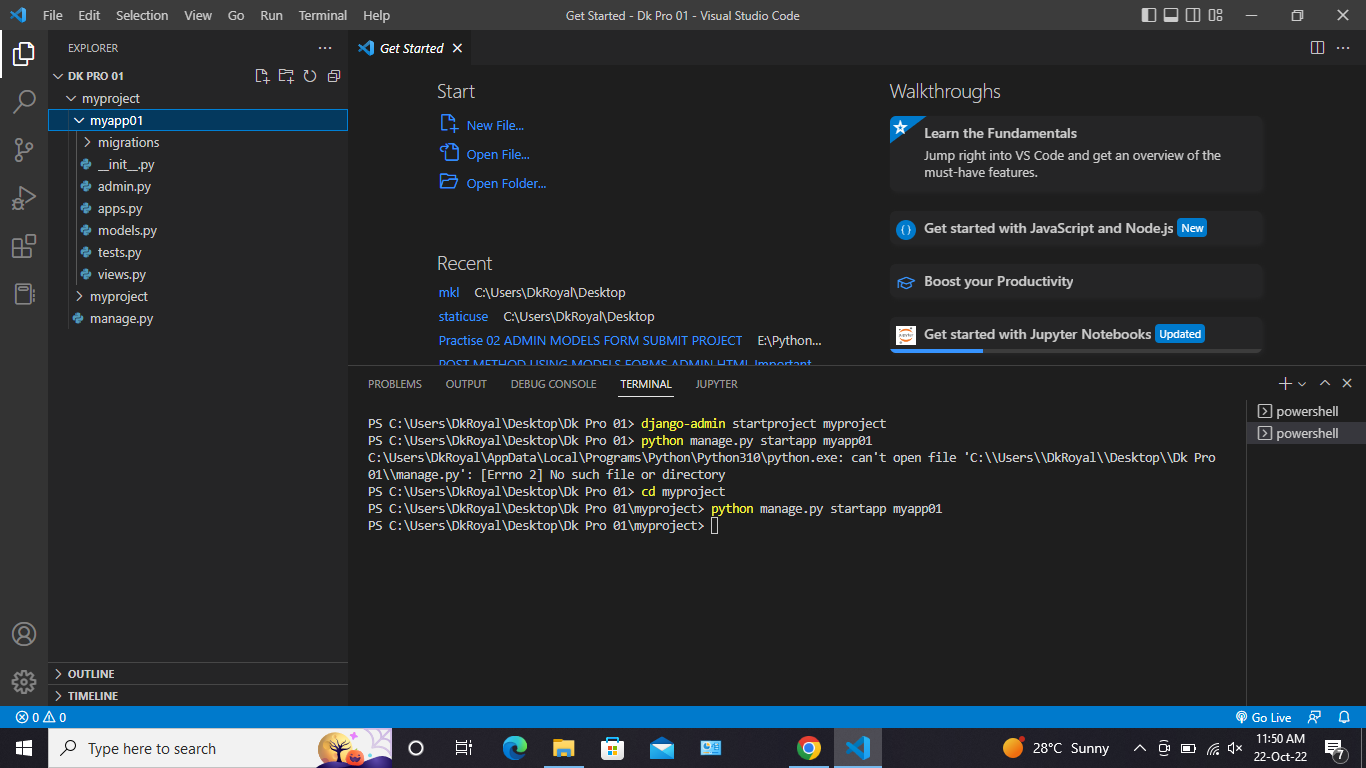 File Edit Selection View Go Run Terminal Help
Get Started - Dk Pro 01 - Visual Studio Code
EXPLORER
DK PRO 01
myproject
myapp01
migrations
__init__.py
admin.py
apps.py
models.py
tests.py
views.py
myproject
manage.py
OUTLINE
TIMELINE
Get Started
Start
New File...
Open File...
Open Folder...
Recent
mkl C:\Users\DkRoyal\Desktop
staticuse C:\Users\DkRoyal\Desktop
Practise 02 ADMIN MODELS FORM SUBMIT PROJECT E:\Python...
POST METHOD USING MODELS FORMS ADMIN HTML Important
Walkthroughs
Learn the Fundamentals
Jump right into VS Code and get an overview of the
must-have features.
Get started with JavaScript and Node.js New
Boost your Productivity
Get started with Jupyter Notebooks Updated
PROBLEMS OUTPUT DEBUG CONSOLE TERMINAL JUPYTER
PS C:\Users\DkRoyal\Desktop\Dk Pro 01> django-admin startproject myproject
PS C:\Users\DkRoyal\Desktop\Dk Pro 01> python manage.py startapp myapp01
C:\Users\DkRoyal\AppData\Local\Programs\Python\Python310\python.exe: can't open file 'C:\\Users\\DkRoyal\\Desktop\\Dk Pro
01\\manage.py': [Errno 2] No such file or directory
PS C:\Users\DkRoyal\Desktop\Dk Pro 01> cd myproject
PS C:\Users\DkRoyal\Desktop\Dk Pro 01\myproject> python manage.py startapp myapp01
PS C:\Users\DkRoyal\Desktop\Dk Pro 01\myproject>
powershell
powershell
0 0
Go Live
Type here to search
28°C Sunny
11:50 AM
22-Oct-22
7